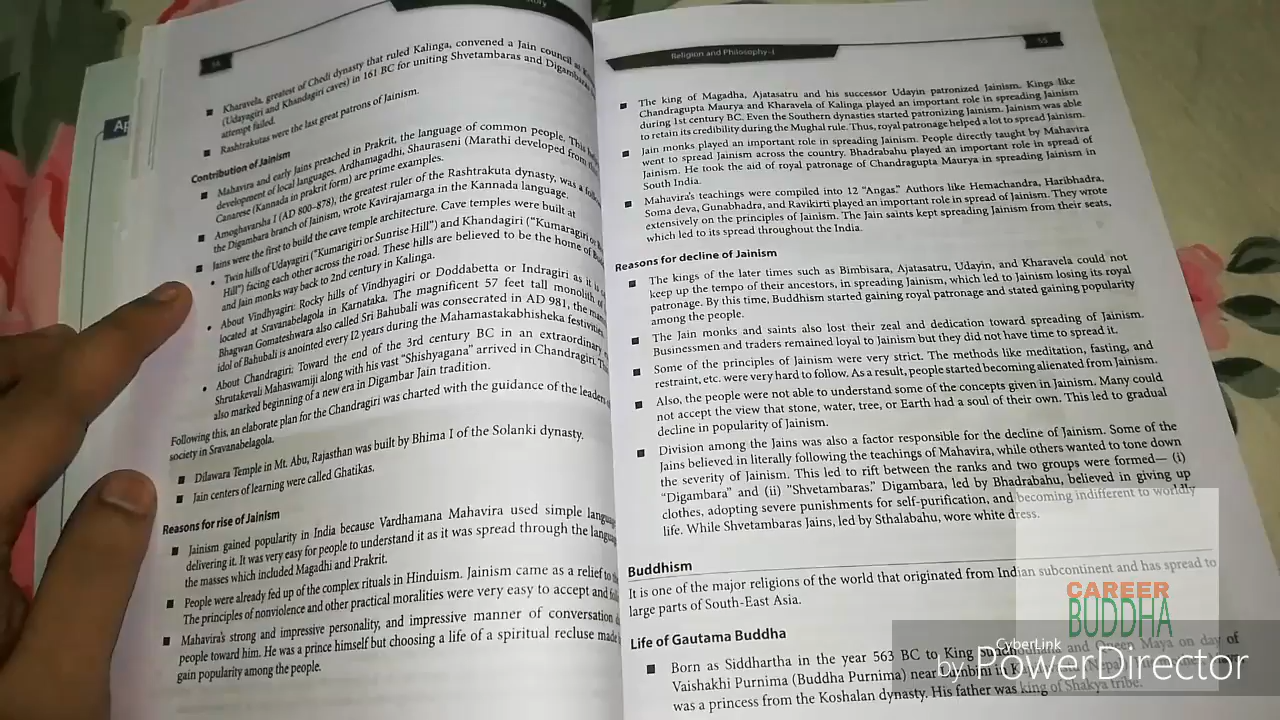 54
Kharavela, greatest of Chedi dynasty that ruled Kalinga, convened a Jain council at
(Udayagiri and Khandagiri caves) in 161 BC for uniting Shvetambaras and Digambaras
attempt failed.
Rashtrakutas were the last great patrons of Jainism.
Contribution of Jainism
Mahavira and early Jains preached in Prakrit, the language of common people. This
development of local languages. Ardhamagadhi. Shauraseni (Marathi developed from
Canarese (Kannada in prakrit form) are prime examples.
Amoghavarsha I (AD 800–878), the greatest ruler of the Rashtrakuta dynasty, was a
the Digambara branch of Jainism, wrote Kavirajamarga in the Kannada language.
Jains were the first to build the cave temple architecture. Cave temples were built at
Twin hills of Udayagiri ("Kumarigiri or Sunrise Hill") and Khandagiri ("Kumaragiri or
Hill") facing each other across the road. These hills are believed to be the home of
and Jain monks way back to 2nd century in Kalinga.
About Vindhyagiri: Rocky hills of Vindhyagiri or Doddabetta or Indragiri as it is
located at Sravanabelagola in Karnataka. The magnificent 57 feet tall monolith
Bhagwan Gomateshwara also called Sri Bahubali was consecrated in AD 981, the
idol of Bahubali is anointed every 12 years during the Mahamastakabhisheka
About Chandragiri: Toward the end of the 3rd century BC in an extraordinary
Shrutakevali Mahaswamiji along with his vast "Shishyagana" arrived in Chandragiri.
also marked beginning of a new era in Digambar Jain tradition.
Following this, an elaborate plan for the Chandragiri was charted with the guidance of the leaders
society in Sravanabelagola.
Dilawara Temple in Mt. Abu, Rajasthan was built by Bhima I of the Solanki dynasty.
Jain centers of learning were called Ghatikas.
Reasons for rise of Jainism
Jainism gained popularity in India because Vardhamana Mahavira used simple
delivering it. It was very easy for people to understand it as it was spread through the
the masses which included Magadhi and Prakrit.
People were already fed up of the complex rituals in Hinduism. Jainism came as a relief to
The principles of nonviolence and other practical moralities were very easy to accept and
Mahavira's strong and impressive personality, and impressive manner of conversation
people toward him. He was a prince himself but choosing a life of a spiritual recluse made
gain popularity among the people.
Religion and Philosophy–I
55
The king of Magadha, Ajatasatru and his successor Udayin patronized Jainism. Kings like
Chandragupta Maurya and Kharavela of Kalinga played an important role in spreading Jainism
during 1st century BC. Even the Southern dynasties started patronizing Jainism. Jainism was able
to retain its credibility during the Mughal rule. Thus, royal patronage helped a lot to spread Jainism.
Jain monks played an important role in spreading Jainism. People directly taught by Mahavira
went to spread Jainism across the country. Bhadrabahu played an important role in spread of
Jainism. He took the aid of royal patronage of Chandragupta Maurya in spreading Jainism in
South India.
Mahavira's teachings were compiled into 12 "Angas." Authors like Hemachandra, Haribhadra,
Soma deva, Gunabhadra, and Ravikirti played an important role in spread of Jainism. They wrote
extensively on the principles of Jainism. The Jain saints kept spreading Jainism from their seats,
which led to its spread throughout the India.
Reasons for decline of Jainism
The kings of the later times such as Bimbisara, Ajatasatru, Udayin, and Kharavela could not
keep up the tempo of their ancestors, in spreading Jainism, which led to Jainism losing its royal
patronage. By this time, Buddhism started gaining royal patronage and stated gaining popularity
among the people.
The Jain monks and saints also lost their zeal and dedication toward spreading of Jainism.
Businessmen and traders remained loyal to Jainism but they did not have time to spread it.
Some of the principles of Jainism were very strict. The methods like meditation, fasting, and
restraint, etc. were very hard to follow. As a result, people started becoming alienated from Jainism.
Also, the people were not able to understand some of the concepts given in Jainism. Many could
not accept the view that stone, water, tree, or Earth had a soul of their own. This led to gradual
decline in popularity of Jainism.
Division among the Jains was also a factor responsible for the decline of Jainism. Some of the
Jains believed in literally following the teachings of Mahavira, while others wanted to tone down
the severity of Jainism. This led to rift between the ranks and two groups were formed— (i)
"Digambara" and (ii) "Shvetambaras." Digambara, led by Bhadrabahu, believed in giving up
clothes, adopting severe punishments for self-purification, and becoming indifferent to worldly
life. While Shvetambaras Jains, led by Sthalabahu, wore white dress.
Buddhism
It is one of the major religions of the world that originated from Indian subcontinent and has spread to
large parts of South-East Asia.
Life of Gautama Buddha
Born as Siddhartha in the year 563 BC to King and Queen Maya on day of
Vaishakhi Purnima (Buddha Purnima) near Lumbini in
was a princess from the Koshalan dynasty. His father was king of Shakya tribe.
CAREER
BUDDHA
CyberLink
by PowerDirector